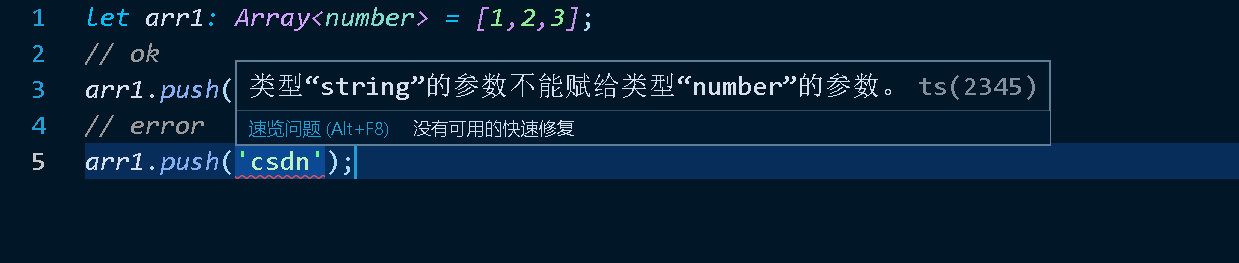 1 let arr1: Array<number> = [1,2,3];
2 // ok
3 arr1.push(
类型“string”的参数不能赋给类型“number”的参数。 ts(2345)
4 // error
速览问题 (Alt+F8) 没有可用的快速修复
5 arr1.push('csdn');